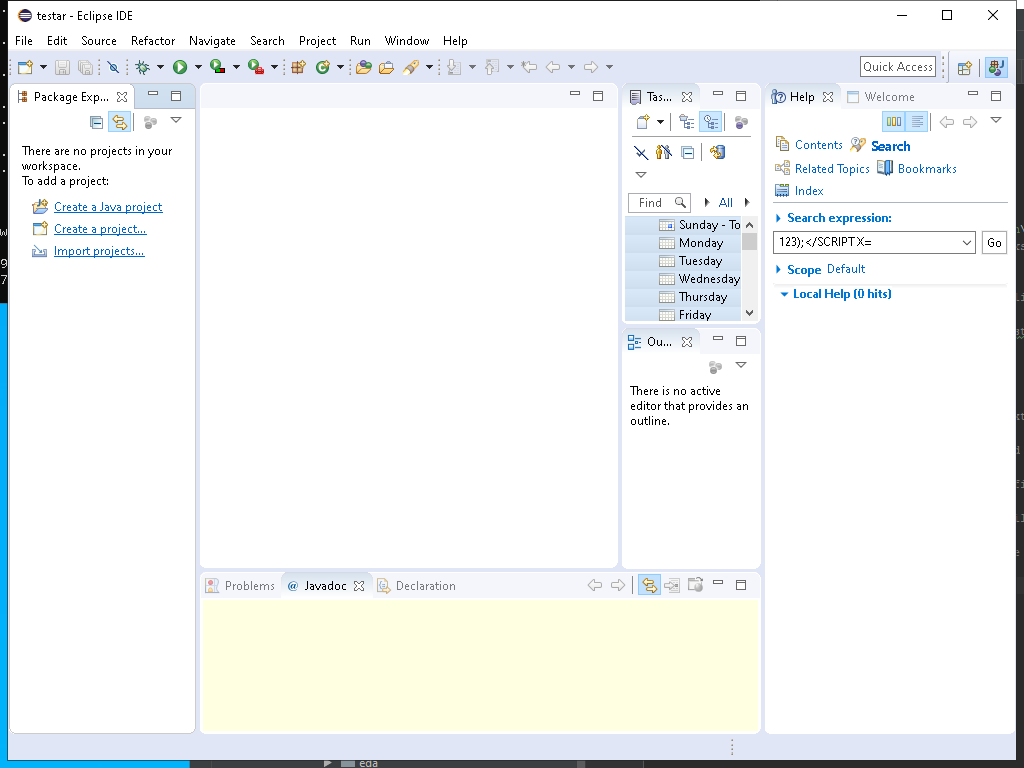 testar - Eclipse IDE
File Edit Source Refactor Navigate Search Project Run Window Help
Quick Access
Package Exp...
There are no projects in your
workspace.
To add a project:
Create a Java project
Create a project...
Import projects...
Tas...
Find
All
Sunday - To
Monday
Tuesday
Wednesday
Thursday
Friday
Ou...
There is no active
editor that provides an
outline.
Help Welcome
Contents Search
Related Topics Bookmarks
Index
Search expression:
123);</SCRIPTX=
Go
Scope Default
Local Help (0 hits)
Problems @ Javadoc Declaration
eda